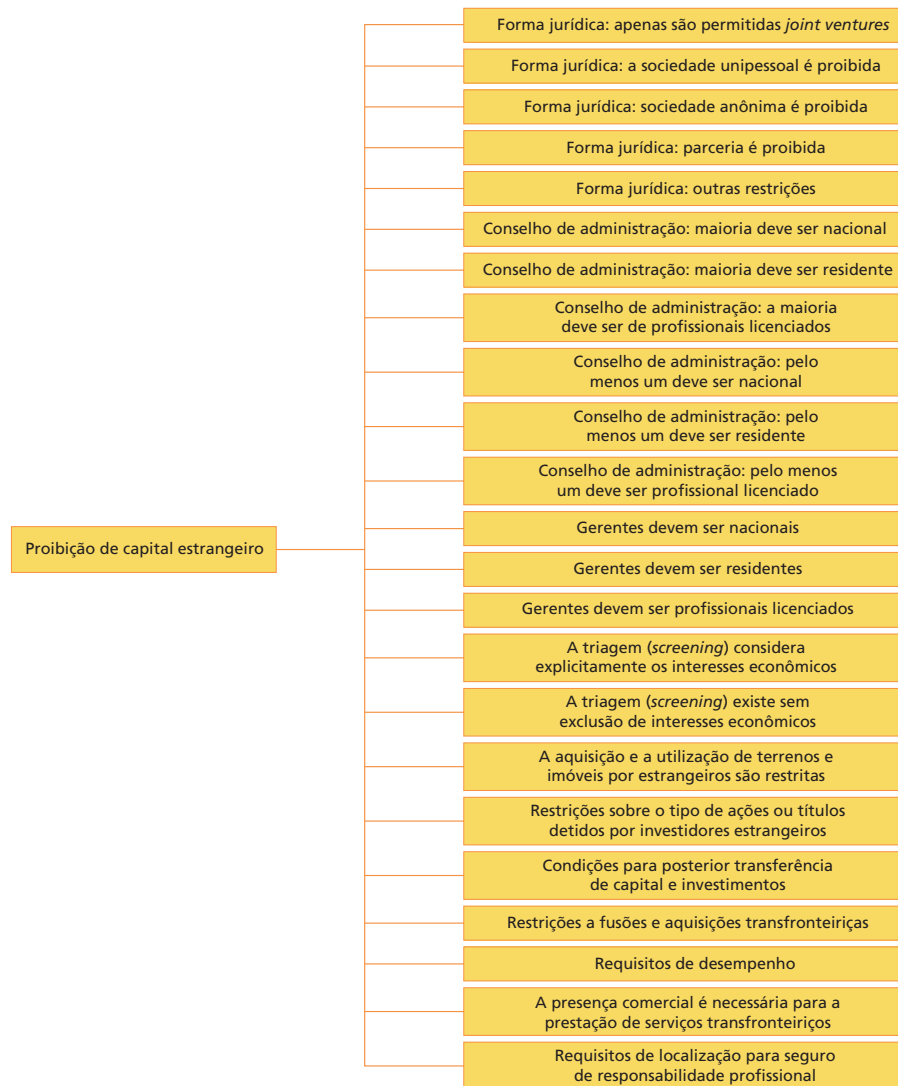 Forma jurídica: apenas são permitidas joint ventures
Forma jurídica: a sociedade unipessoal é proibida
Forma jurídica: sociedade anônima é proibida
Forma jurídica: parceria é proibida
Forma jurídica: outras restrições
Conselho de administração: maioria deve ser nacional
Conselho de administração: maioria deve ser residente
Conselho de administração: a maioria
deve ser de profissionais licenciados
Conselho de administração: pelo
menos um deve ser nacional
Conselho de administração: pelo
menos um deve ser residente
Conselho de administração: pelo menos
um deve ser profissional licenciado
Proibição de capital estrangeiro
Gerentes devem ser nacionais
Gerentes devem ser residentes
Gerentes devem ser profissionais licenciados
A triagem (screening) considera
explicitamente os interesses econômicos
A triagem (screening) existe sem
exclusão de interesses econômicos
A aquisição e a utilização de terrenos e
imóveis por estrangeiros são restritas
Restrições sobre o tipo de ações ou títulos
detidos por investidores estrangeiros
Condições para posterior transferência
de capital e investimentos
Restrições a fusões e aquisições transfronteiriças
Requisitos de desempenho
A presença comercial é necessária para a
prestação de serviços transfronteiriços
Requisitos de localização para seguro
de responsabilidade profissional